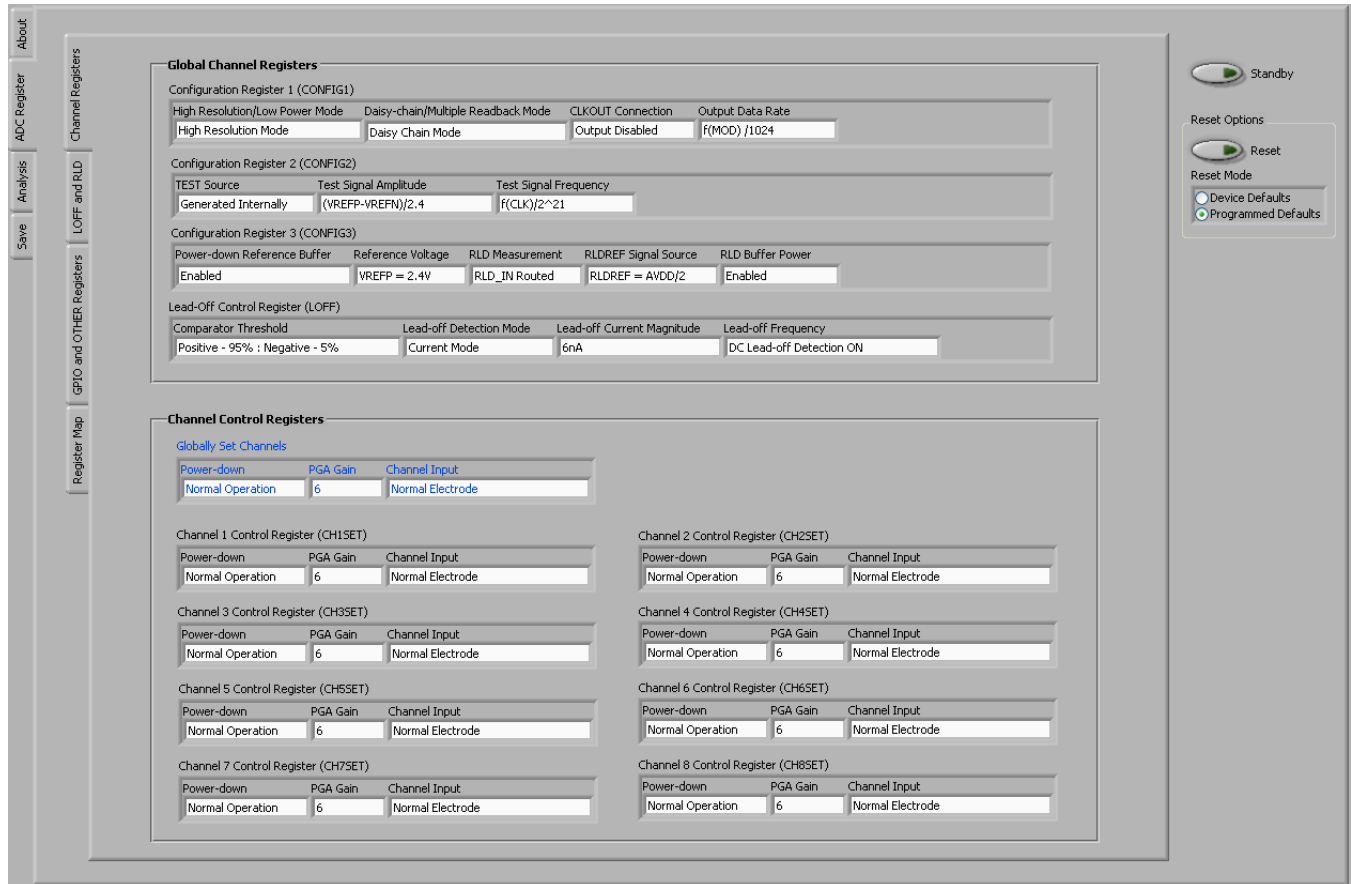 About
ADC Register
Analysis
Save
Channel Registers
LOFF and RLD
GPIO and OTHER Registers
Register Map
Global Channel Registers
Configuration Register 1 (CONFIG1)
High Resolution/Low Power Mode Daisy-chain/Multiple Readback Mode CLKOUT Connection Output Data Rate
High Resolution Mode Daisy Chain Mode Output Disabled f(MOD) /1024
Configuration Register 2 (CONFIG2)
TEST Source Test Signal Amplitude Test Signal Frequency
Generated Internally (VREFP-VREFN)/2.4 f(CLK)/2^21
Configuration Register 3 (CONFIG3)
Power-down Reference Buffer Reference Voltage RLD Measurement RLDREF Signal Source RLD Buffer Power
Enabled VREFP = 2.4V RLD_IN Routed RLDREF = AVDD/2 Enabled
Lead-Off Control Register (LOFF)
Comparator Threshold Lead-off Detection Mode Lead-off Current Magnitude Lead-off Frequency
Positive - 95% : Negative - 5% Current Mode 6nA DC Lead-off Detection ON
Channel Control Registers
Globally Set Channels
Power-down PGA Gain Channel Input
Normal Operation 6 Normal Electrode
Channel 1 Control Register (CH1SET)
Power-down PGA Gain Channel Input
Normal Operation 6 Normal Electrode
Channel 2 Control Register (CH2SET)
Power-down PGA Gain Channel Input
Normal Operation 6 Normal Electrode
Channel 3 Control Register (CH3SET)
Power-down PGA Gain Channel Input
Normal Operation 6 Normal Electrode
Channel 4 Control Register (CH4SET)
Power-down PGA Gain Channel Input
Normal Operation 6 Normal Electrode
Channel 5 Control Register (CH5SET)
Power-down PGA Gain Channel Input
Normal Operation 6 Normal Electrode
Channel 6 Control Register (CH6SET)
Power-down PGA Gain Channel Input
Normal Operation 6 Normal Electrode
Channel 7 Control Register (CH7SET)
Power-down PGA Gain Channel Input
Normal Operation 6 Normal Electrode
Channel 8 Control Register (CH8SET)
Power-down PGA Gain Channel Input
Normal Operation 6 Normal Electrode
Standby
Reset Options
Reset
Reset Mode
Device Defaults
Programmed Defaults